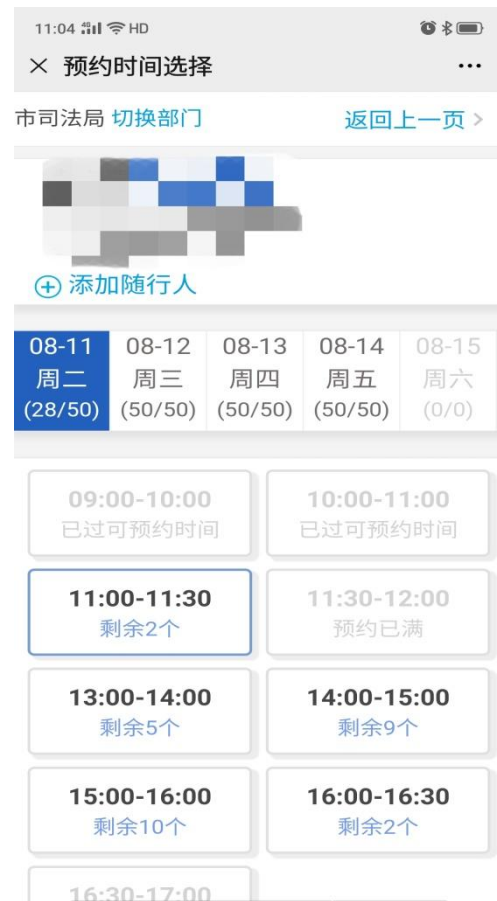 11:04 HD
预约时间选择
市司法局 切换部门 返回上一页
添加随行人
08-11 08-12 08-13 08-14 08-15
周二 周三 周四 周五 周六
(28/50) (50/50) (50/50) (50/50) (0/0)
09:00-10:00 10:00-11:00
已过可预约时间 已过可预约时间
11:00-11:30 11:30-12:00
剩余2个 预约已满
13:00-14:00 14:00-15:00
剩余5个 剩余9个
15:00-16:00 16:00-16:30
剩余10个 剩余2个
16:30-17:00